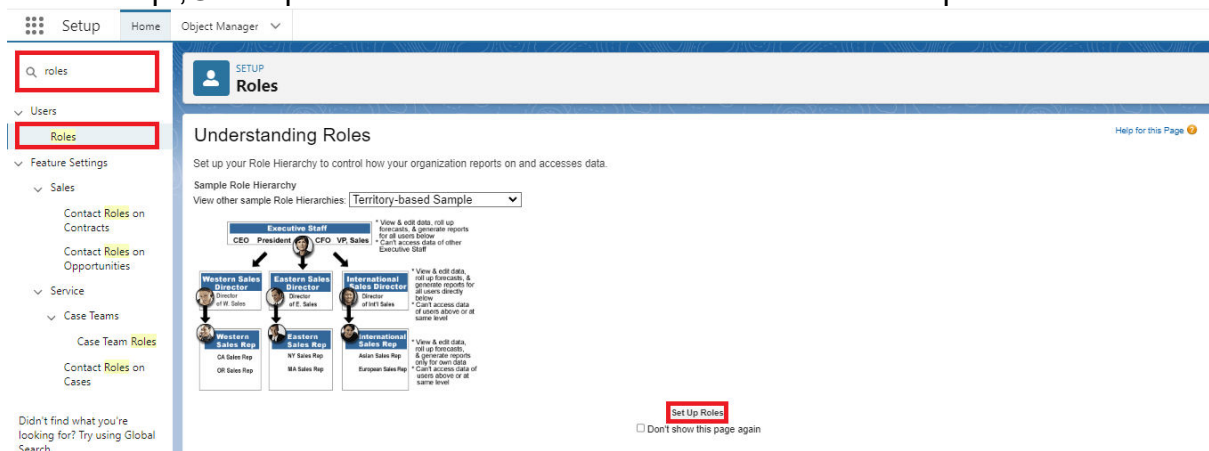 Setup
Home
Object Manager
roles
Users
Roles
Feature Settings
Sales
Contact Roles on
Contracts
Contact Roles on
Opportunities
Service
Case Teams
Case Team Roles
Contact Roles on
Cases
Didn't find what you're
looking for? Try using Global
Search
SETUP
Roles
Understanding Roles
Help for this Page
Set up your Role Hierarchy to control how your organization reports on and accesses data.
Sample Role Hierarchy
View other sample Role Hierarchies: Territory-based Sample
Executive Staff
CEO President CFO VP, Sales
* View & edit data, roll up
forecasts, & generate reports
for all users below
* Can't access data of other
Executive Staff
Western Sales
Director
Director
of W. Sales
Eastern Sales
Director
Director
of E. Sales
International
Sales Director
Director
of Int'l Sales
* View & edit data,
roll up forecasts, &
generate reports for
all users directly
below
* Can't access data
of users above or at
same level
Western
Sales Rep
CA Sales Rep
OR Sales Rep
Eastern
Sales Rep
NY Sales Rep
MA Sales Rep
International
Sales Rep
Asian Sales Rep
European Sales Rep
* View & edit data,
roll up forecasts,
& generate reports
only for own data
* Can't access data of
users above or at
same level
Set Up Roles
Don't show this page again